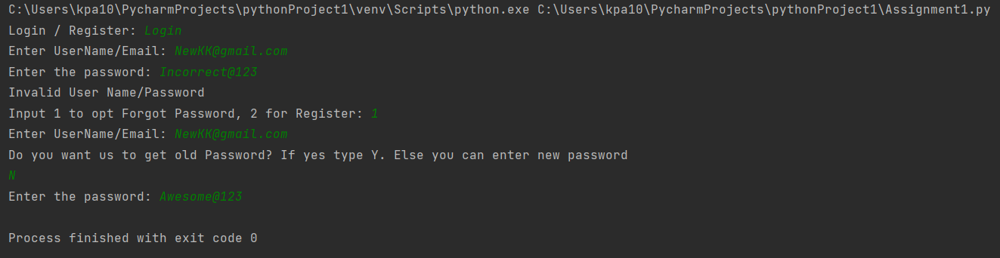 C:\Users\kpa10\PycharmProjects\pythonProject1\venv\Scripts\python.exe C:\Users\kpa10\PycharmProjects\pythonProject1\Assignment1.py
Login / Register: Login
Enter UserName/Email: NewKK@gmail.com
Enter the password: Incorrect@123
Invalid User Name/Password
Input 1 to opt Forgot Password, 2 for Register: 1
Enter UserName/Email: NewKK@gmail.com
Do you want us to get old Password? If yes type Y. Else you can enter new password
N
Enter the password: Awesome@123
Process finished with exit code 0